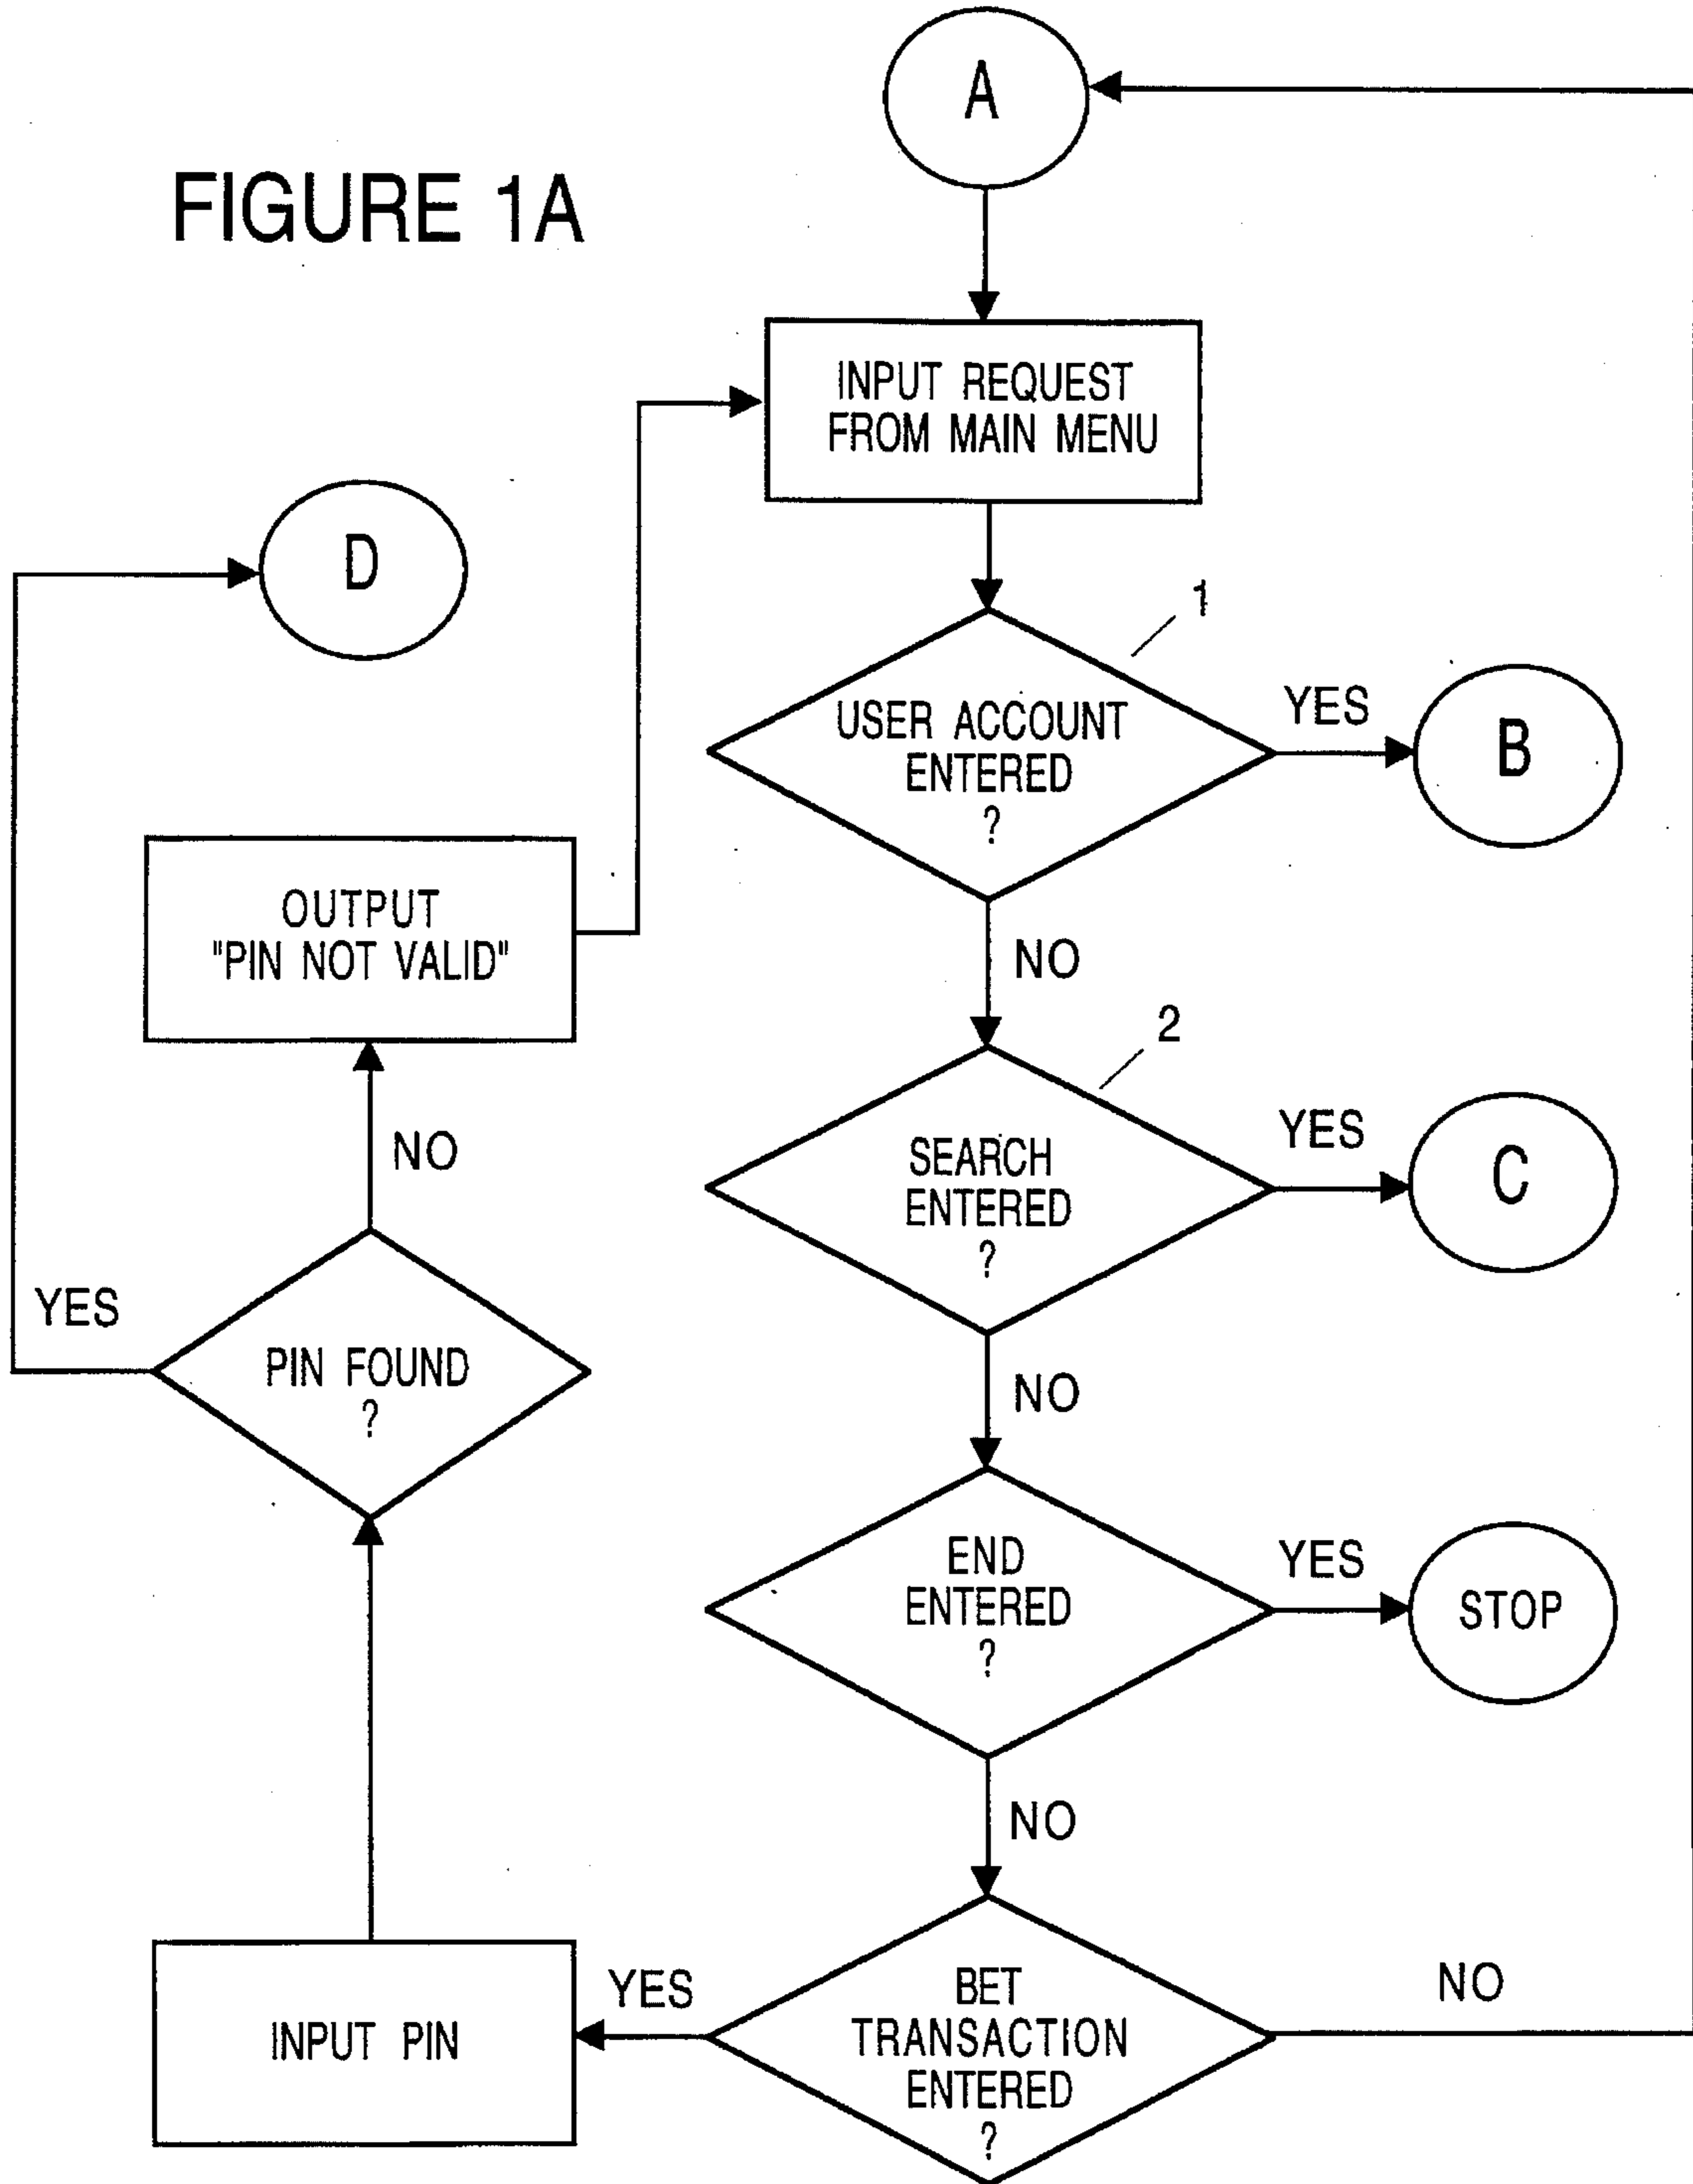 A
FIGURE 1A
INPUT REQUEST
FROM MAIN MENU
D
1
USER ACCOUNT
ENTERED
?
YES
B
OUTPUT
"PIN NOT VALID"
NO
2
SEARCH
ENTERED
?
YES
C
NO
YES
PIN FOUND
?
NO
END
ENTERED
?
YES
STOP
NO
INPUT PIN
YES
BET
TRANSACTION
ENTERED
?
NO